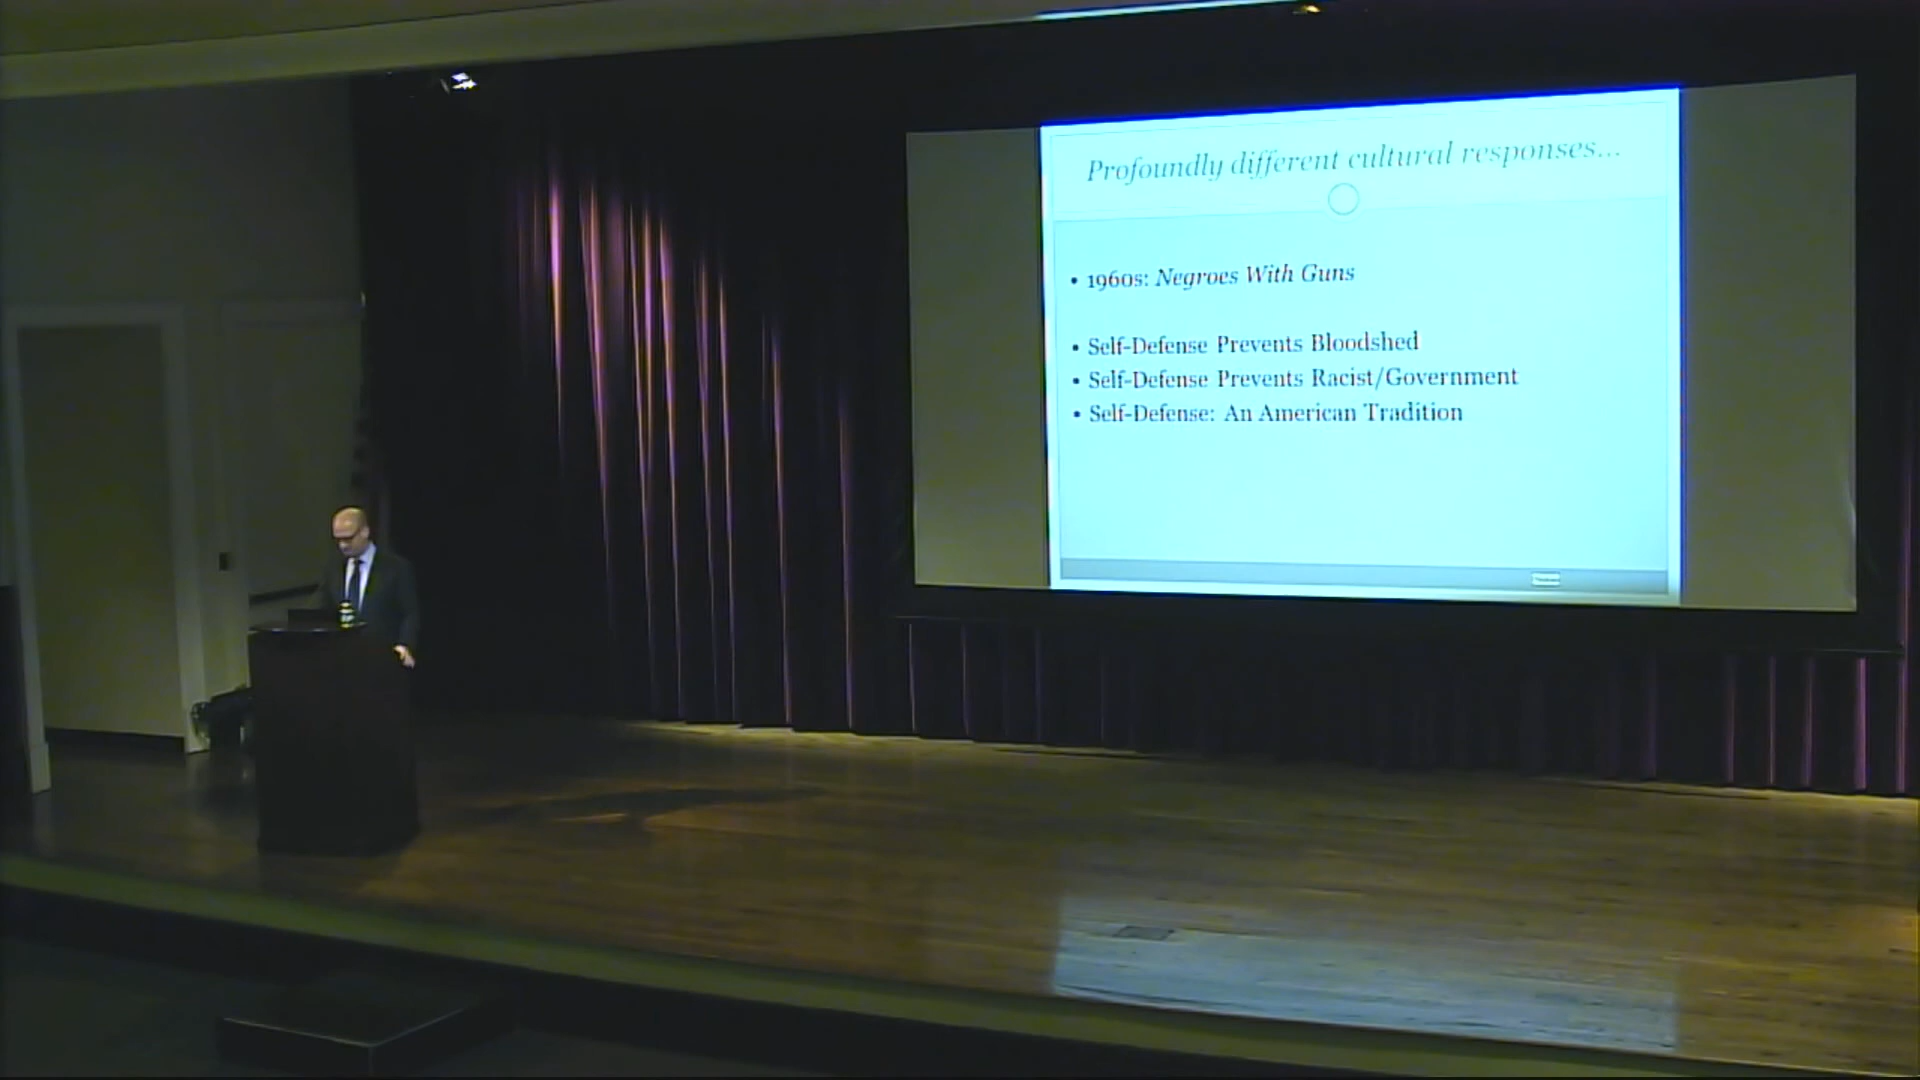 Profoundly different cultural responses...
• 1960s: Negroes With Guns
• Self-Defense Prevents Bloodshed
• Self-Defense Prevents Racist/Government
• Self-Defense: An American Tradition